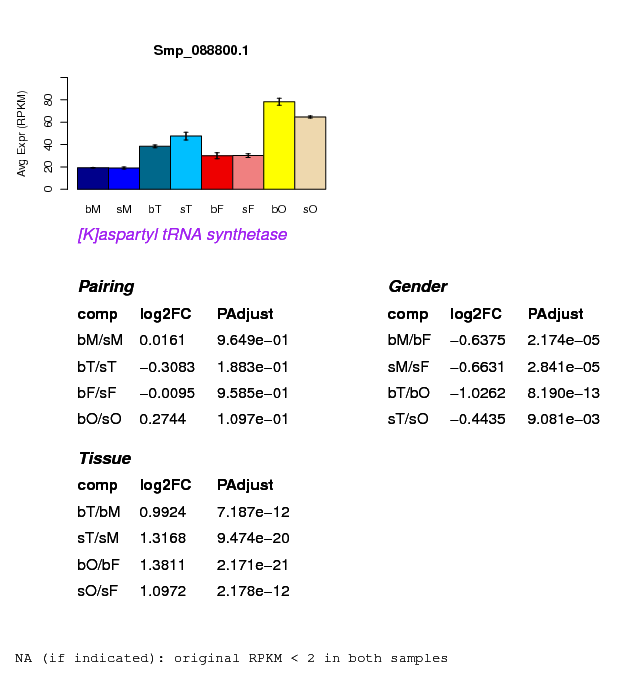 Smp_088800.1
Avg Expr (RPKM)
0 20 40 60 80
bM sM bT sT bF sF bO sO
[K]aspartyl tRNA synthetase
Pairing
comp log2FC PAdjust
bM/sM 0.0161 9.649e−01
bT/sT −0.3083 1.883e−01
bF/sF −0.0095 9.585e−01
bO/sO 0.2744 1.097e−01
Gender
comp log2FC PAdjust
bM/bF −0.6375 2.174e−05
sM/sF −0.6631 2.841e−05
bT/bO −1.0262 8.190e−13
sT/sO −0.4435 9.081e−03
Tissue
comp log2FC PAdjust
bT/bM 0.9924 7.187e−12
sT/sM 1.3168 9.474e−20
bO/bF 1.3811 2.171e−21
sO/sF 1.0972 2.178e−12
NA (if indicated): original RPKM < 2 in both samples